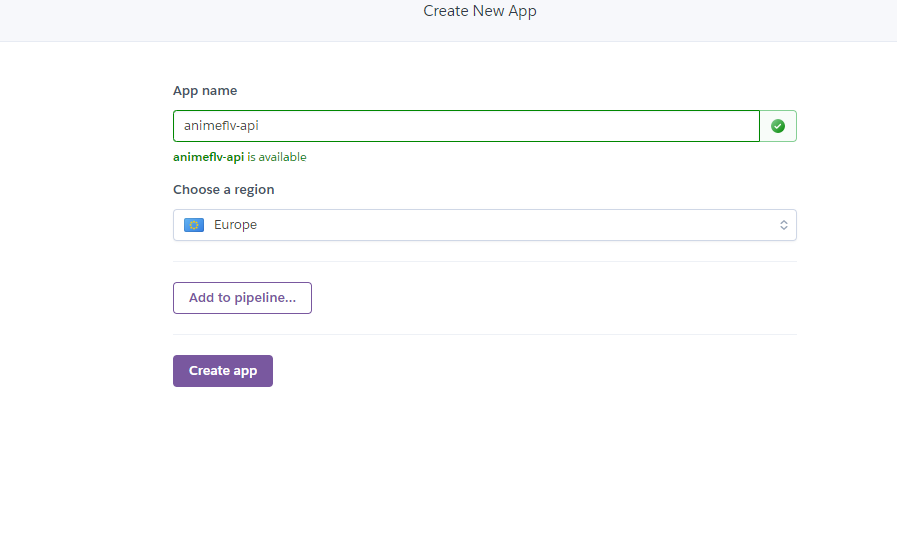 Create New App
App name
animeflv-api
animeflv-api is available
Choose a region
Europe
Add to pipeline...
Create app